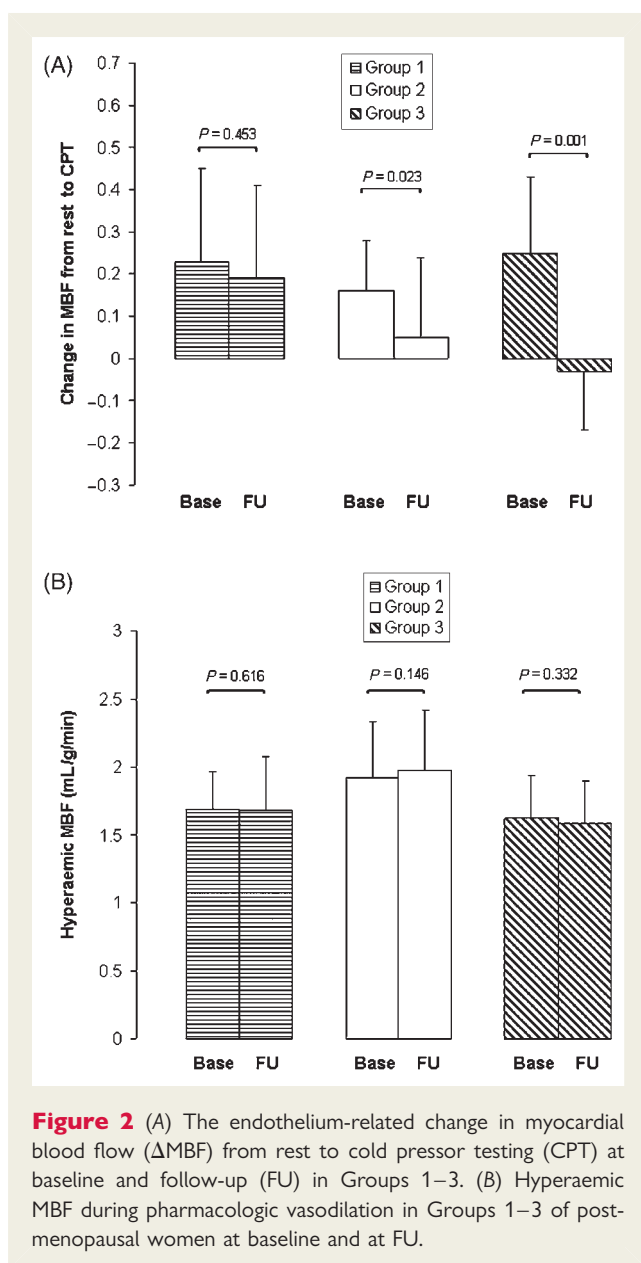 (A)
Group 1
Group 2
Group 3
0.7
0.6
0.5
0.4
0.3
0.2
0.1
0
−0.1
−0.2
−0.3
Change in MBF from rest to CPT
P = 0.453
P = 0.023
P = 0.001
Base FU Base FU Base FU
(B)
Group 1
Group 2
Group 3
3
2.5
2
1.5
1
0.5
0
Hyperaemic MBF (mL/g/min)
P = 0.616
P = 0.146
P = 0.332
Base FU Base FU Base FU
Figure 2 (A) The endothelium-related change in myocardial
blood flow (ΔMBF) from rest to cold pressor testing (CPT) at
baseline and follow-up (FU) in Groups 1–3. (B) Hyperaemic
MBF during pharmacologic vasodilation in Groups 1–3 of post-
menopausal women at baseline and at FU.